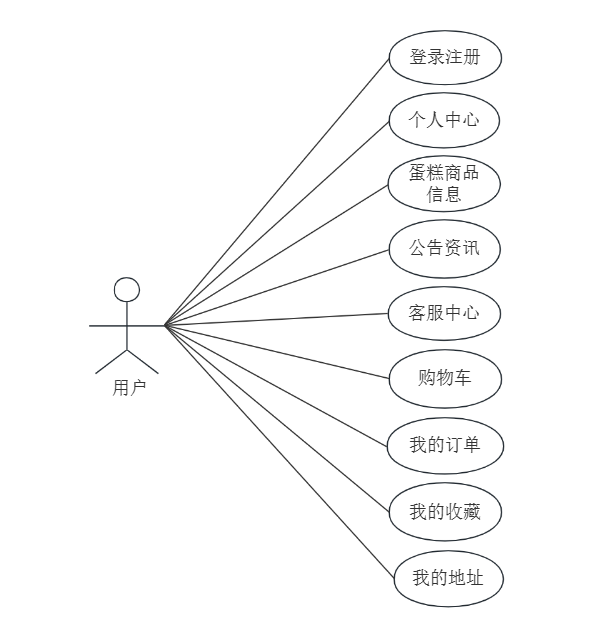 登录注册
个人中心
蛋糕商品
信息
公告资讯
客服中心
购物车
我的订单
我的收藏
我的地址
用户